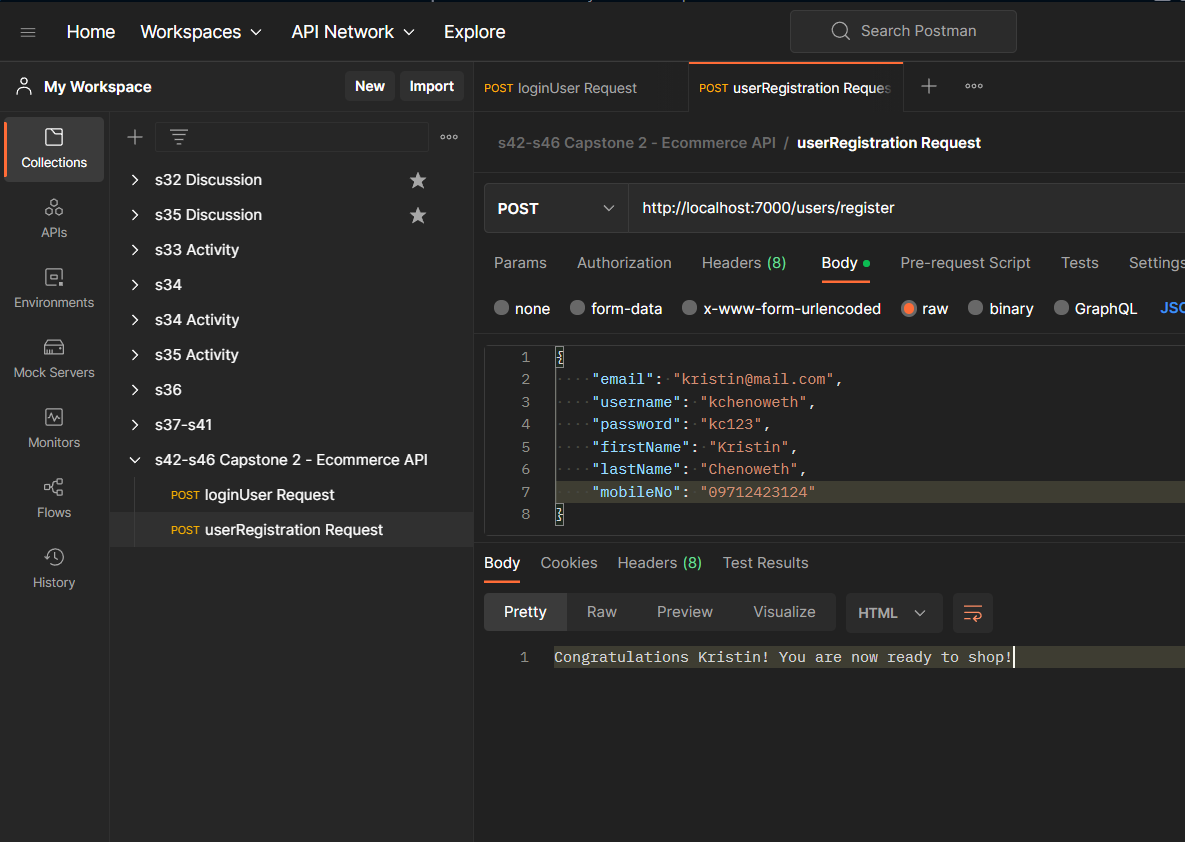 Home Workspaces API Network Explore Search Postman
My Workspace New Import
POST loginUser Request POST userRegistration Reques
Collections
APIs
Environments
Mock Servers
Monitors
Flows
History
s32 Discussion
s35 Discussion
s33 Activity
s34
s34 Activity
s35 Activity
s36
s37-s41
s42-s46 Capstone 2 - Ecommerce API
POST loginUser Request
POST userRegistration Request
s42-s46 Capstone 2 - Ecommerce API / userRegistration Request
POST http://localhost:7000/users/register
Params Authorization Headers (8) Body Pre-request Script Tests Settings
none form-data x-www-form-urlencoded raw binary GraphQL JSO
1 {
2 ····"email":·"kristin@mail.com",
3 ····"username":·"kchenoweth",
4 ····"password":·"kc123",
5 ····"firstName":·"Kristin",
6 ····"lastName":·"Chenoweth",
7 ····"mobileNo":·"09712423124"
8 }
Body Cookies Headers (8) Test Results
Pretty Raw Preview Visualize HTML
1 Congratulations Kristin! You are now ready to shop!